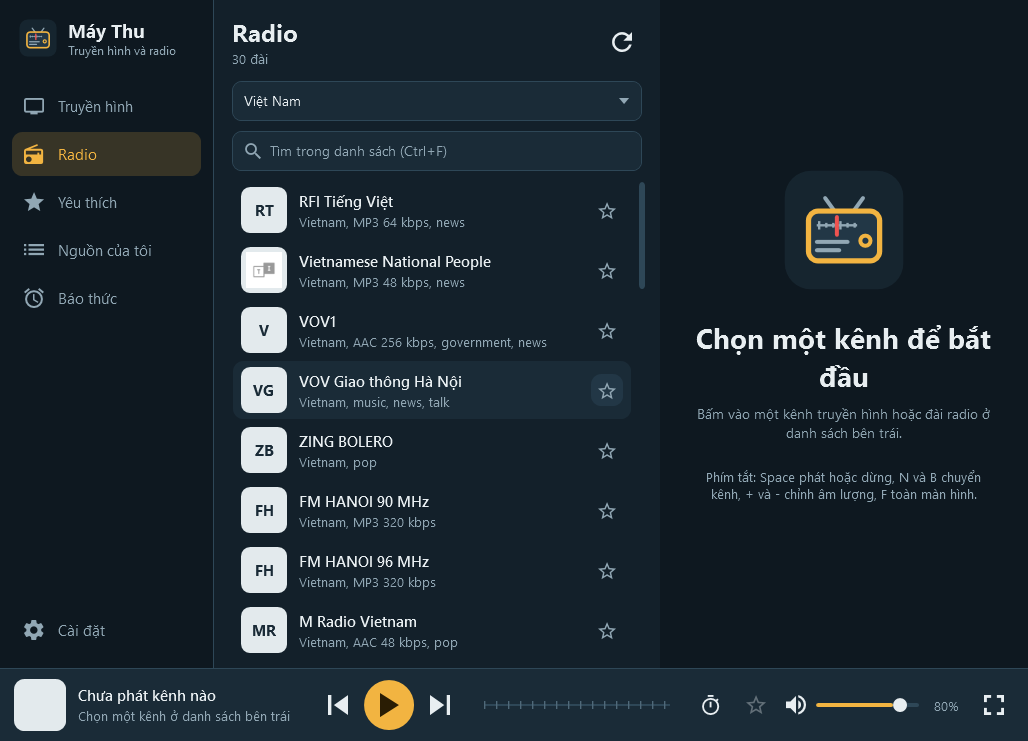 Máy Thu
Truyền hình và radio
Truyền hình
Radio
Yêu thích
Nguồn của tôi
Báo thức
Cài đặt
Radio
30 đài
Việt Nam
Tìm trong danh sách (Ctrl+F)
RT
RFI Tiếng Việt
Vietnam, MP3 64 kbps, news
Vietnamese National People
Vietnam, MP3 48 kbps, news
V
VOV1
Vietnam, AAC 256 kbps, government, news
VG
VOV Giao thông Hà Nội
Vietnam, music, news, talk
ZB
ZING BOLERO
Vietnam, pop
FH
FM HANOI 90 MHz
Vietnam, MP3 320 kbps
FH
FM HANOI 96 MHz
Vietnam, MP3 320 kbps
MR
M Radio Vietnam
Vietnam, AAC 48 kbps, pop
Chọn một kênh để bắt
đầu
Bấm vào một kênh truyền hình hoặc đài radio ở
danh sách bên trái.
Phím tắt: Space phát hoặc dừng, N và B chuyển
kênh, + và - chỉnh âm lượng, F toàn màn hình.
Chưa phát kênh nào
Chọn một kênh ở danh sách bên trái
80%